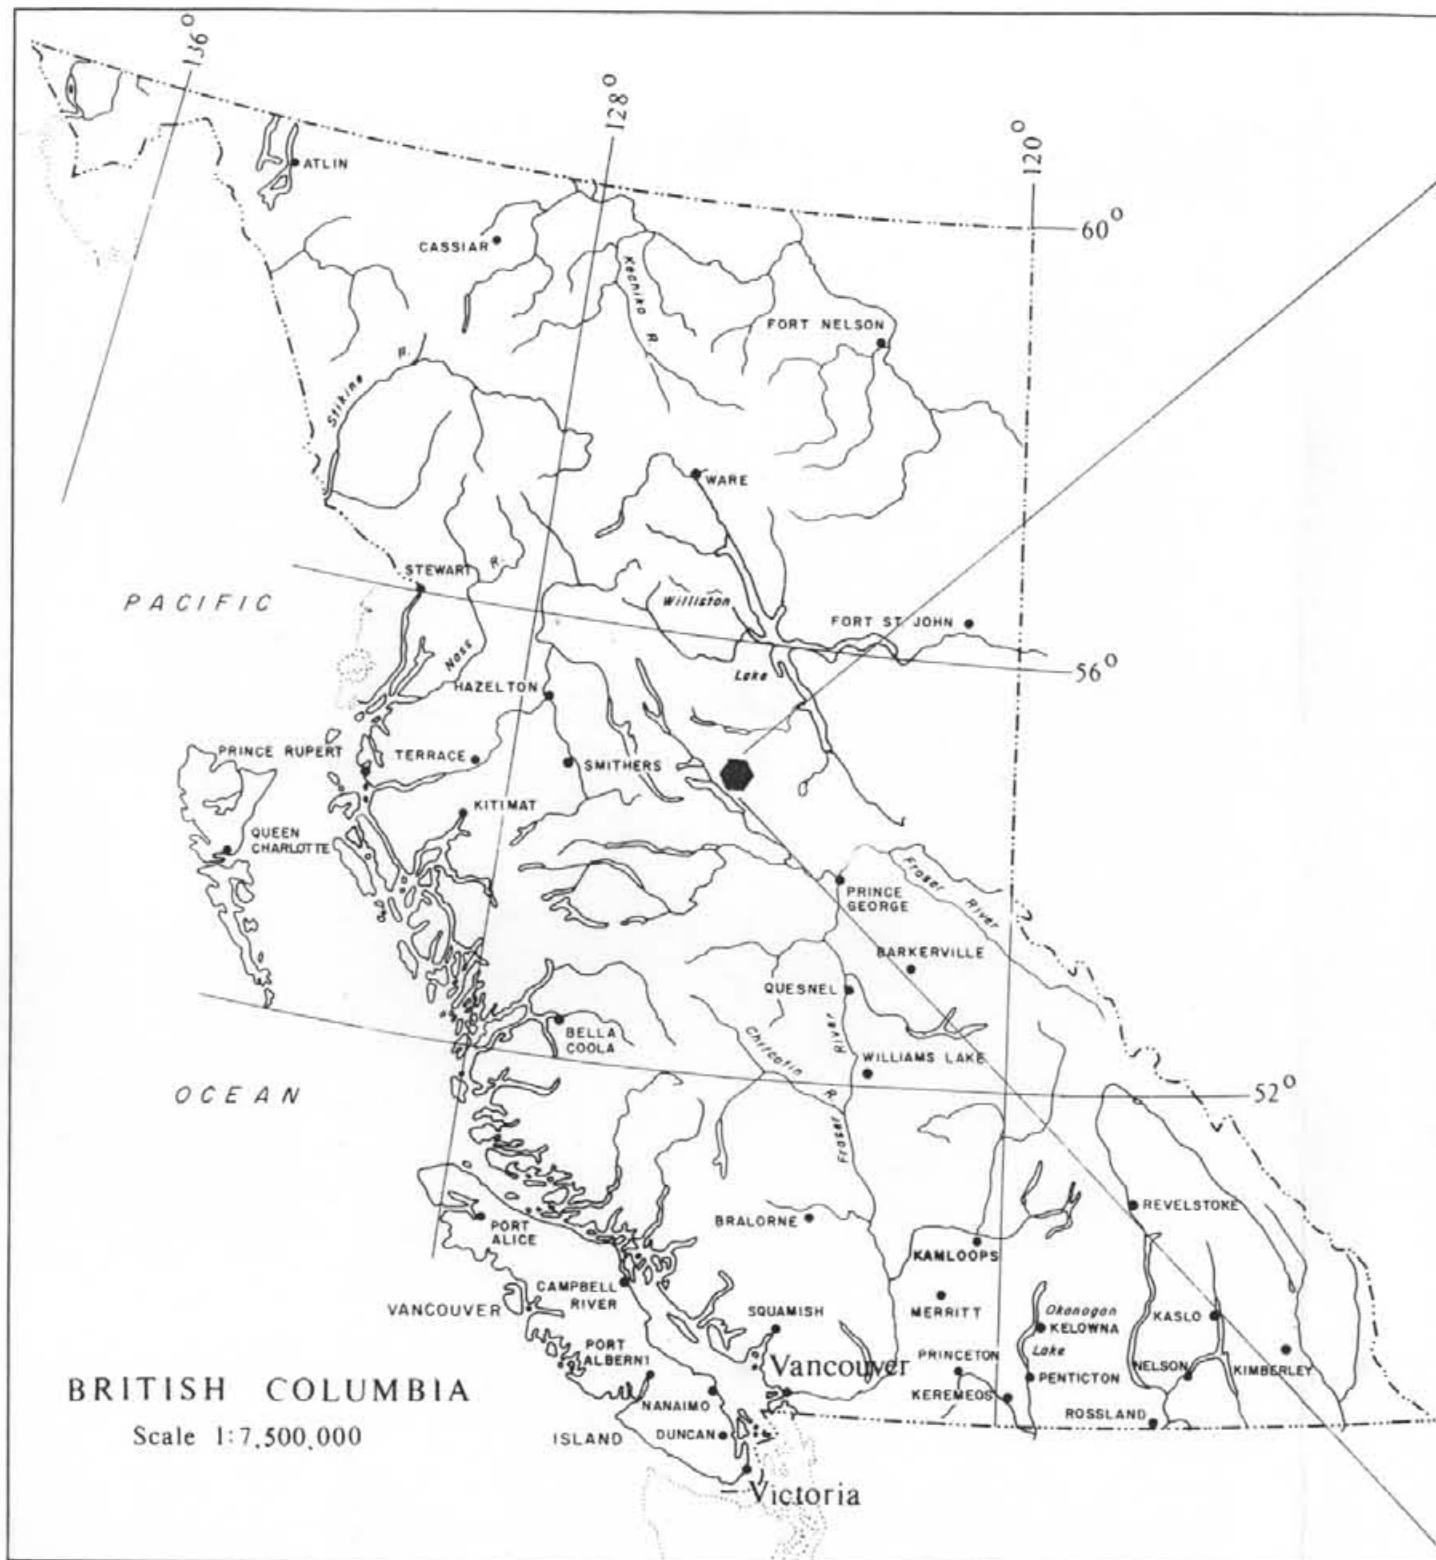 136°
128°
120°
ATLIN
60°
CASSIAR
Kechika R.
FORT NELSON
Stikine R.
WARE
STEWART
R.
PACIFIC
Williston
FORT ST JOHN
Nass
Lake
56°
HAZELTON
PRINCE RUPERT
TERRACE
SMITHERS
KITIMAT
QUEEN
CHARLOTTE
Fraser River
PRINCE
GEORGE
BARKERVILLE
QUESNEL
BELLA
COOLA
Chilcotin R.
River
WILLIAMS LAKE
OCEAN
52°
Fraser
REVELSTOKE
PORT
ALICE
BRALORNE
KAMLOOPS
CAMPBELL
RIVER
VANCOUVER
MERRITT
Okanagan
KASLO
SQUAMISH
KELOWNA
PORT
ALBERNI
Vancouver
PRINCETON
Lake
NELSON
KIMBERLEY
PENTICTON
BRITISH COLUMBIA
NANAIMO
KEREMEOS
ROSSLAND
Scale 1:7,500,000
ISLAND
DUNCAN
Victoria